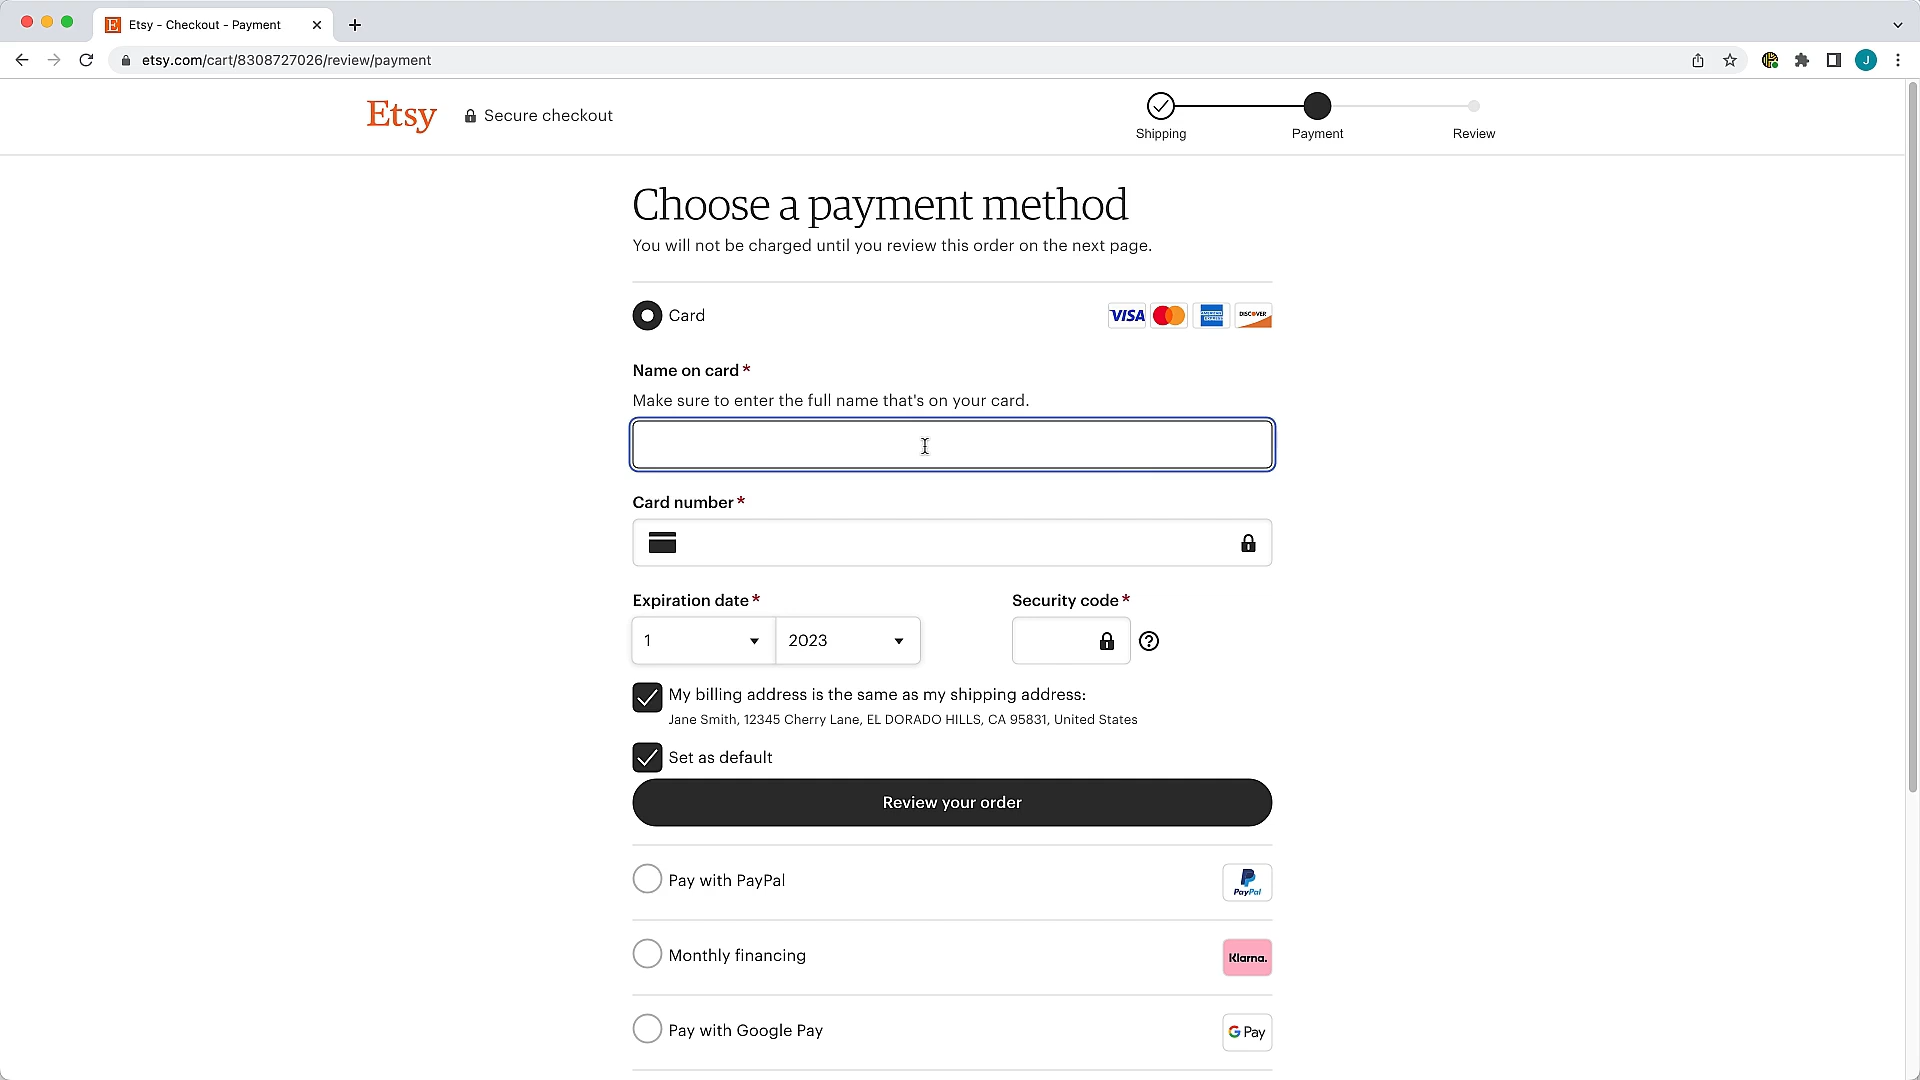 Etsy - Checkout - Payment
etsy.com/cart/8308727026/review/payment
J
Etsy
Secure checkout
Shipping
Payment
Review
Choose a payment method
You will not be charged until you review this order on the next page.
Card
VISA
AMERICAN EXPRESS
DISCOVER
Name on card *
Make sure to enter the full name that's on your card.
Card number *
Expiration date *
Security code *
1
2023
My billing address is the same as my shipping address:
Jane Smith, 12345 Cherry Lane, EL DORADO HILLS, CA 95831, United States
Set as default
Review your order
Pay with PayPal
PayPal
Monthly financing
Klarna.
Pay with Google Pay
G Pay